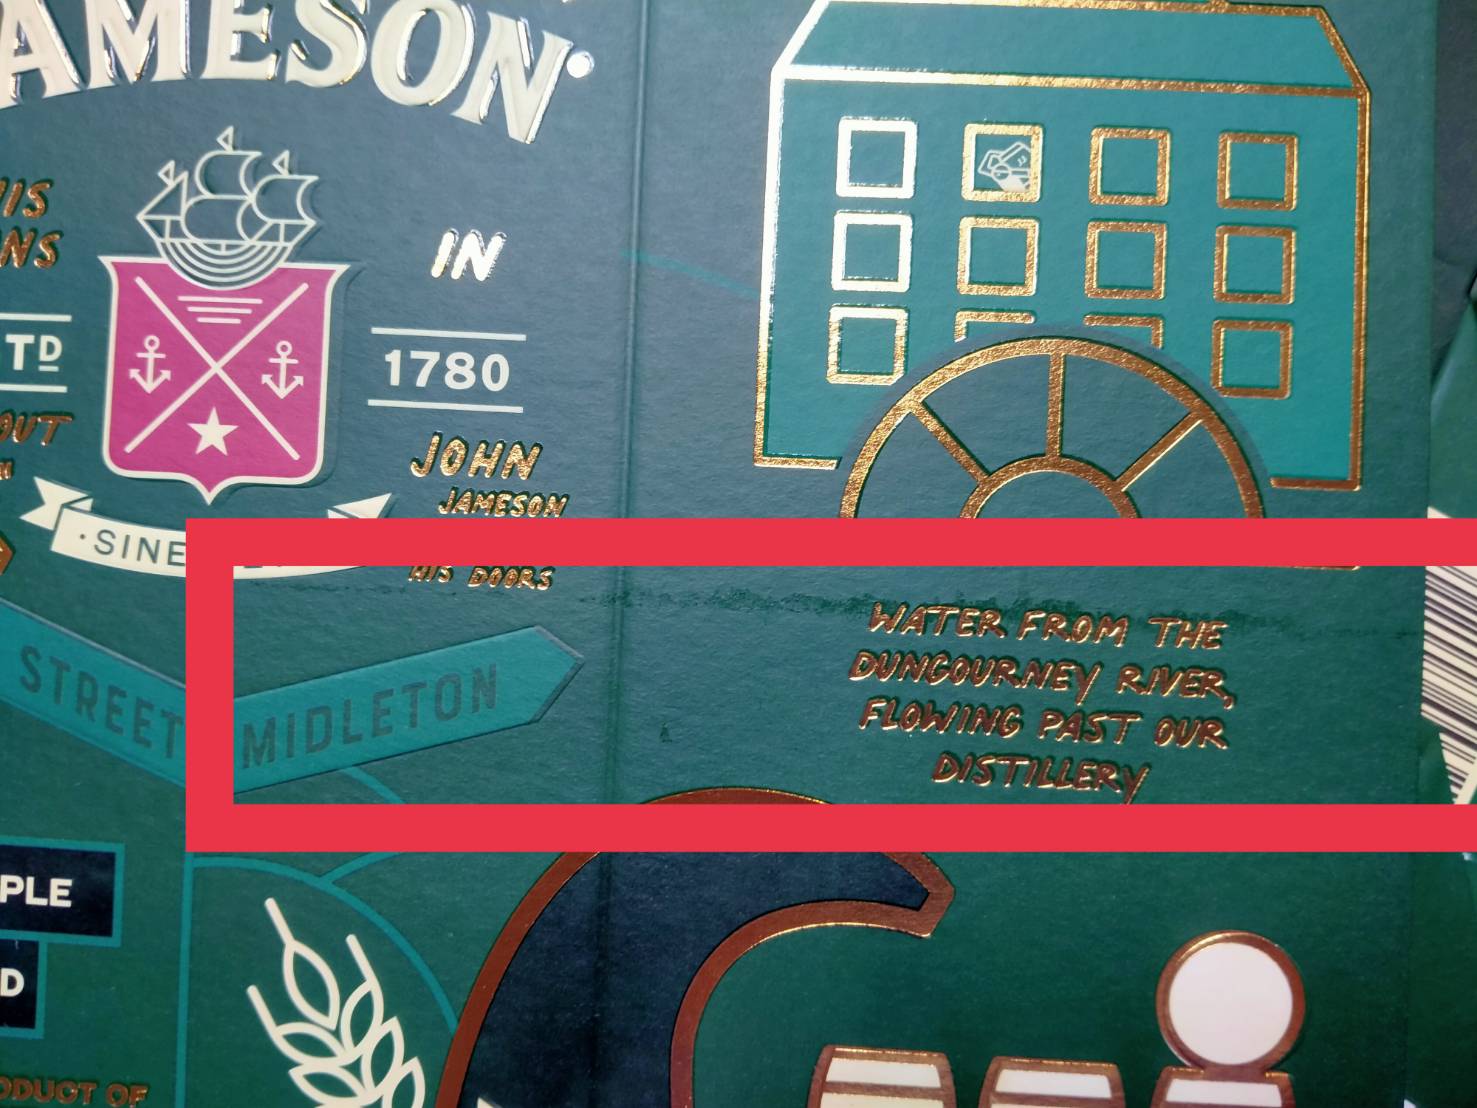 JAMESON
IN
TD
1780
JOHN
JAMESON
HIS DOORS
·SINE
STREET
MIDLETON
WATER FROM THE
DUNGOURNEY RIVER,
FLOWING PAST OUR
DISTILLERY